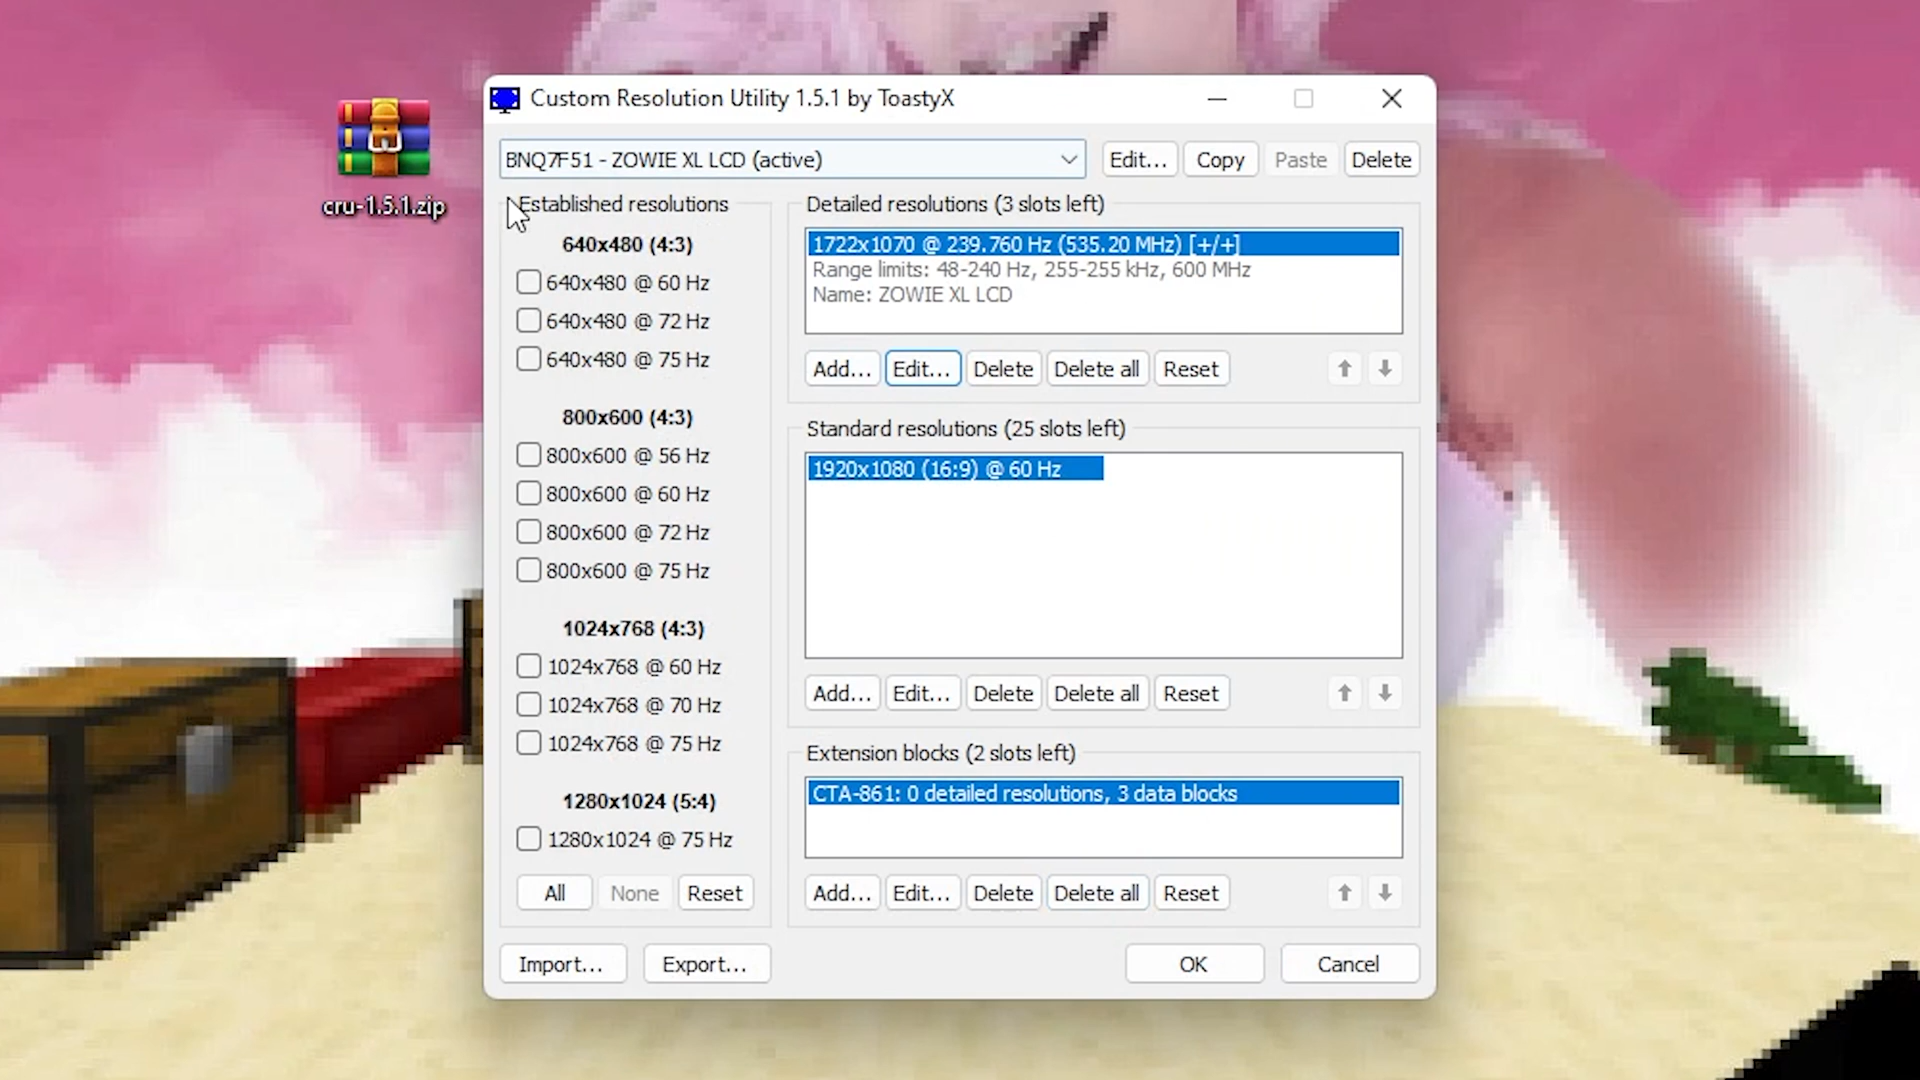 Custom Resolution Utility 1.5.1 by ToastyX
cru-1.5.1.zip
BNQ7F51 - ZOWIE XL LCD (active)
Edit... Copy Paste Delete
Established resolutions
640x480 (4:3)
640x480 @ 60 Hz
640x480 @ 72 Hz
640x480 @ 75 Hz
800x600 (4:3)
800x600 @ 56 Hz
800x600 @ 60 Hz
800x600 @ 72 Hz
800x600 @ 75 Hz
1024x768 (4:3)
1024x768 @ 60 Hz
1024x768 @ 70 Hz
1024x768 @ 75 Hz
1280x1024 (5:4)
1280x1024 @ 75 Hz
All None Reset
Detailed resolutions (3 slots left)
1722x1070 @ 239.760 Hz (535.20 MHz) [+/+]
Range limits: 48-240 Hz, 255-255 kHz, 600 MHz
Name: ZOWIE XL LCD
Add... Edit... Delete Delete all Reset
Standard resolutions (25 slots left)
1920x1080 (16:9) @ 60 Hz
Add... Edit... Delete Delete all Reset
Extension blocks (2 slots left)
CTA-861: 0 detailed resolutions, 3 data blocks
Add... Edit... Delete Delete all Reset
Import... Export... OK Cancel